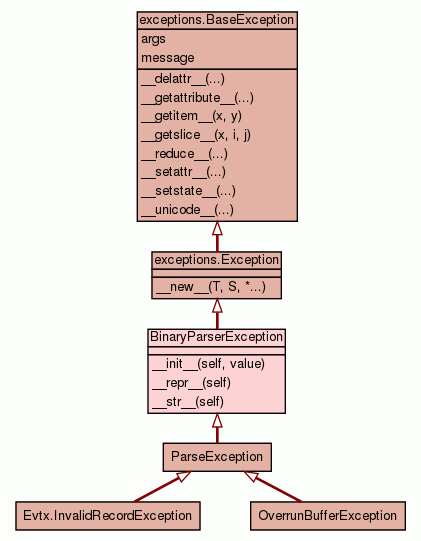 exceptions.BaseException
args
message
__delattr__(...)
__getattribute__(...)
__getitem__(x, y)
__getslice__(x, i, j)
__reduce__(...)
__setattr__(...)
__setstate__(...)
__unicode__(...)
exceptions.Exception
__new__(T, S, *...)
BinaryParserException
__init__(self, value)
__repr__(self)
__str__(self)
ParseException
Evtx.InvalidRecordException
OverrunBufferException